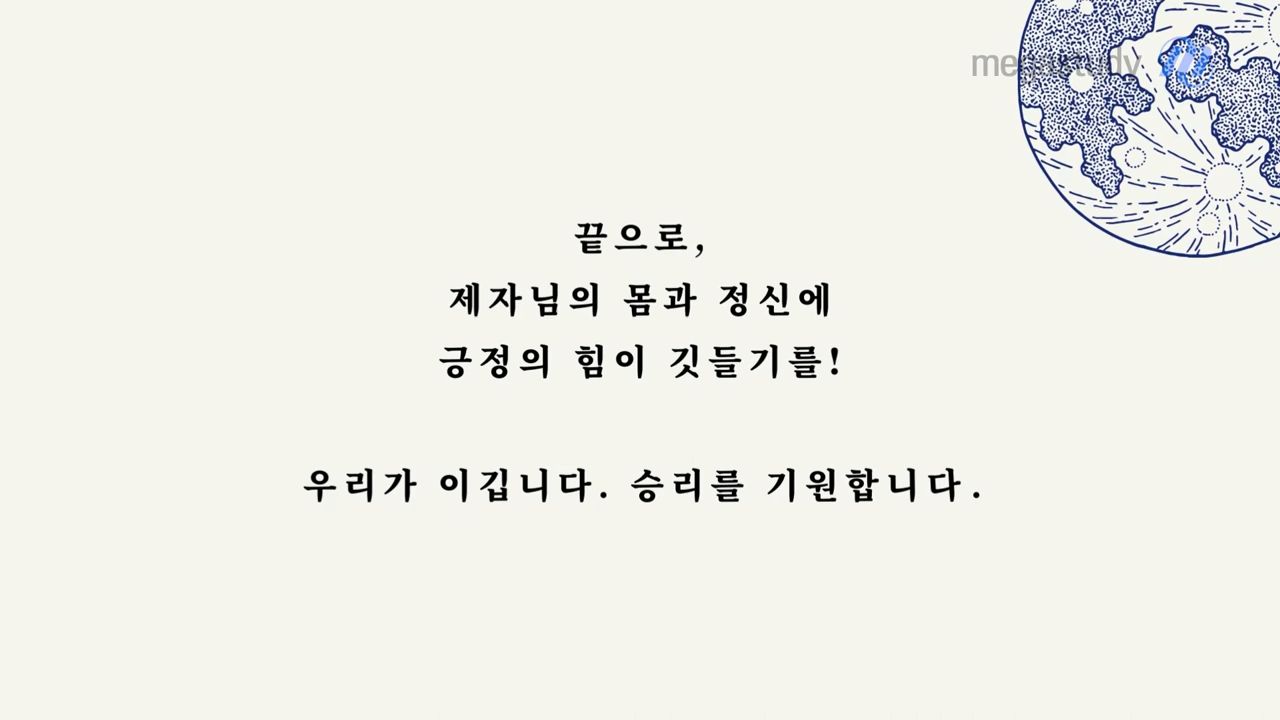 megastudy
끝으로,
제자님의 몸과 정신에
긍정의 힘이 깃들기를!
우리가 이깁니다. 승리를 기원합니다.